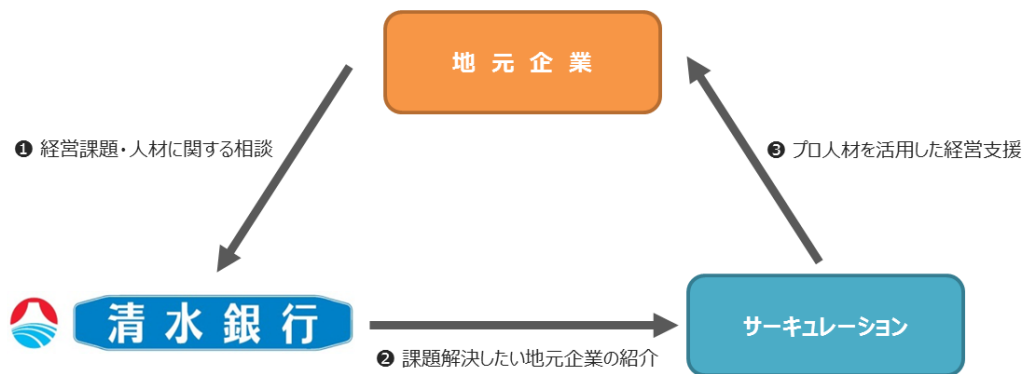 地元企業
❶ 経営課題・人材に関する相談
❸ プロ人材を活用した経営支援
清水銀行
サーキュレーション
❷ 課題解決したい地元企業の紹介